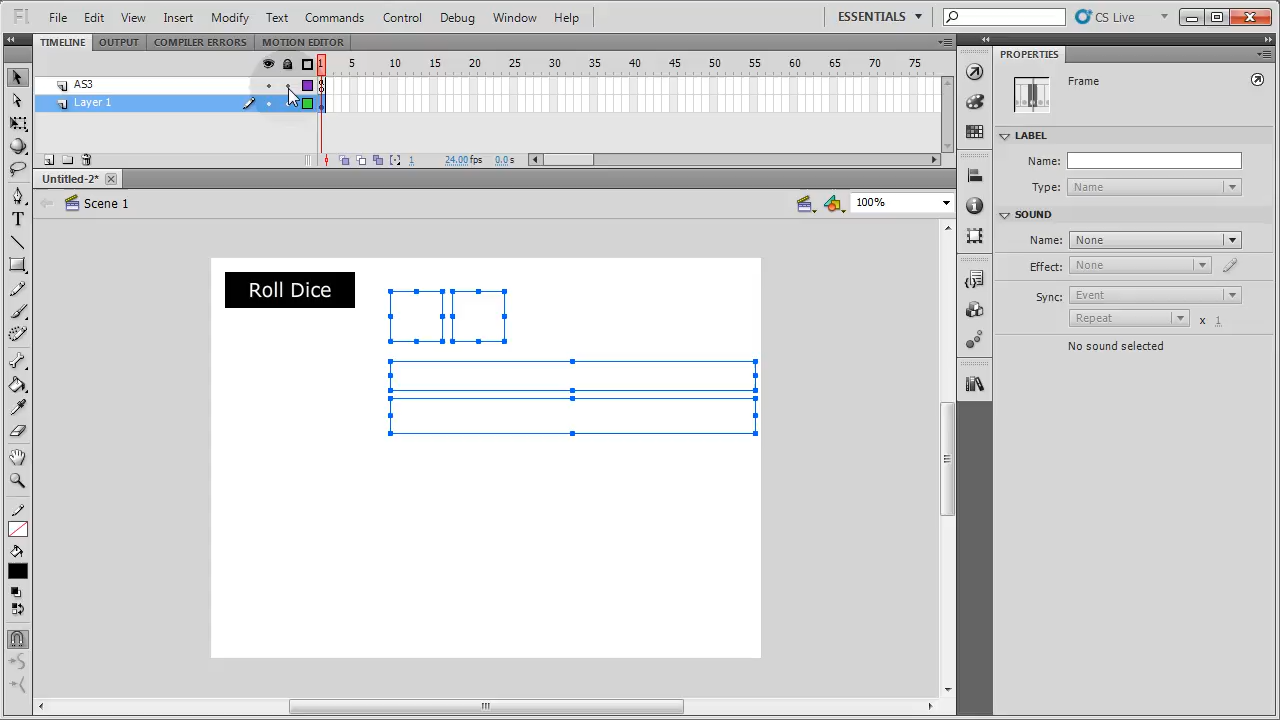 Fl File Edit View Insert Modify Text Commands Control Debug Window Help ESSENTIALS CS Live
TIMELINE OUTPUT COMPILER ERRORS MOTION EDITOR
1 5 10 15 20 25 30 35 40 45 50 55 60 65 70 75
AS3
Layer 1
1 24.00 fps 0.0 s
Untitled-2*
Scene 1 100%
Roll Dice
PROPERTIES
Frame
LABEL
Name:
Type: Name
SOUND
Name: None
Effect: None
Sync: Event
Repeat x 1
No sound selected
T